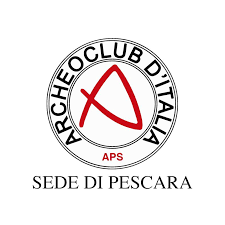 ARCHEOCLUB D'ITALIA
APS
SEDE DI PESCARA